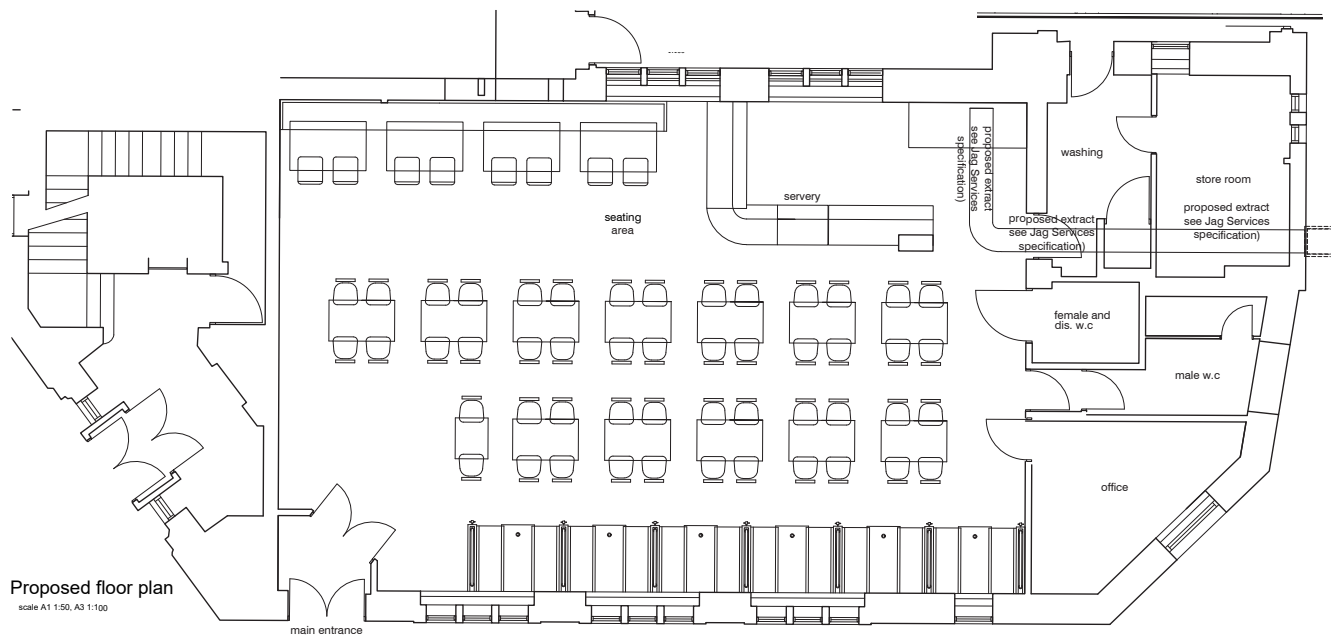 proposed extract
see Jag Services
specification)
washing
store room
servery
proposed extract
see Jag Services
specification)
seating
area
proposed extract
see Jag Services
specification)
female and
dis. w.c
male w.c
office
Proposed floor plan
scale A1 1:50, A3 1:100
main entrance